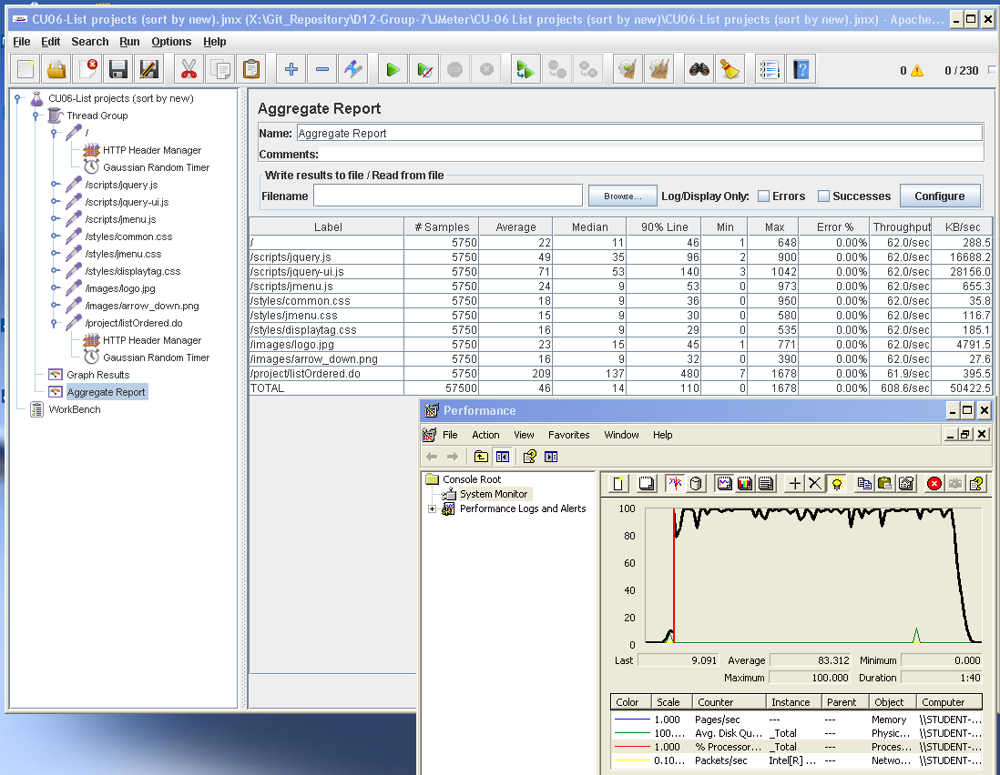 CU06-List projects (sort by new).jmx (X:\Git_Repository\D12-Group-7\JMeter\CU-06 List projects (sort by new)\CU06-List projects (sort by new).jmx) - Apache...
File Edit Search Run Options Help
0 0 / 230
CU06-List projects (sort by new)
Thread Group
/
HTTP Header Manager
Gaussian Random Timer
/scripts/jquery.js
/scripts/jquery-ui.js
/scripts/jmenu.js
/styles/common.css
/styles/jmenu.css
/styles/displaytag.css
/images/logo.jpg
/images/arrow_down.png
/project/listOrdered.do
HTTP Header Manager
Gaussian Random Timer
Graph Results
Aggregate Report
WorkBench
Aggregate Report
Name: Aggregate Report
Comments:
Write results to file / Read from file
Filename Browse... Log/Display Only: Errors Successes Configure
Label # Samples Average Median 90% Line Min Max Error % Throughput KB/sec
/ 5750 22 11 46 1 648 0.00% 62.0/sec 288.5
/scripts/jquery.js 5750 49 35 96 2 900 0.00% 62.0/sec 16688.2
/scripts/jquery-ui.js 5750 71 53 140 3 1042 0.00% 62.0/sec 28156.0
/scripts/jmenu.js 5750 24 9 53 0 973 0.00% 62.0/sec 655.3
/styles/common.css 5750 18 9 36 0 950 0.00% 62.0/sec 35.8
/styles/jmenu.css 5750 15 9 30 0 580 0.00% 62.0/sec 116.7
/styles/displaytag.css 5750 16 9 29 0 535 0.00% 62.0/sec 185.1
/images/logo.jpg 5750 23 15 45 1 771 0.00% 62.0/sec 4791.5
/images/arrow_down.png 5750 16 9 32 0 390 0.00% 62.0/sec 27.6
/project/listOrdered.do 5750 209 137 480 7 1678 0.00% 61.9/sec 395.5
TOTAL 57500 46 14 110 0 1678 0.00% 608.6/sec 50422.5
Performance
File Action View Favorites Window Help
Console Root
System Monitor
Performance Logs and Alerts
100
80
60
40
20
0
Last 9.091 Average 83.312 Minimum 0.000
Maximum 100.000 Duration 1:40
Color Scale Counter Instance Parent Object Computer
1.000 Pages/sec --- --- Memory \\STUDENT-...
100.... Avg. Disk Qu... _Total --- Physic... \\STUDENT-...
1.000 % Processor... _Total --- Proces... \\STUDENT-...
0.10... Packets/sec Intel[R] ... --- Netwo... \\STUDENT-...